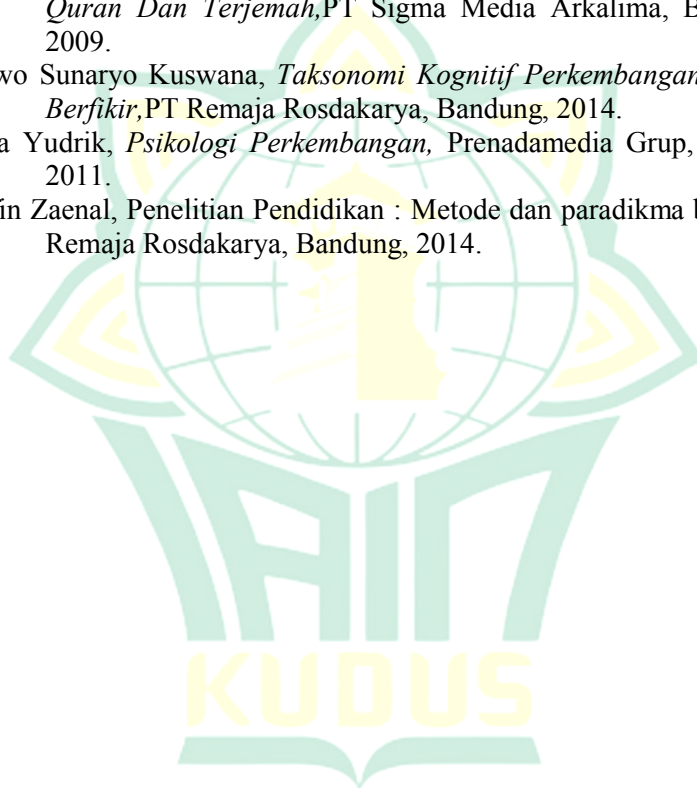 Quran Dan Terjemah,PT Sigma Media Arkalima, B
2009.
wo Sunaryo Kuswana, Taksonomi Kognitif Perkembangan
Berfikir,PT Remaja Rosdakarya, Bandung, 2014.
a Yudrik, Psikologi Perkembangan, Prenadamedia Grup,
2011.
in Zaenal, Penelitian Pendidikan : Metode dan paradikma b
Remaja Rosdakarya, Bandung, 2014.
IAIN
KUDUS